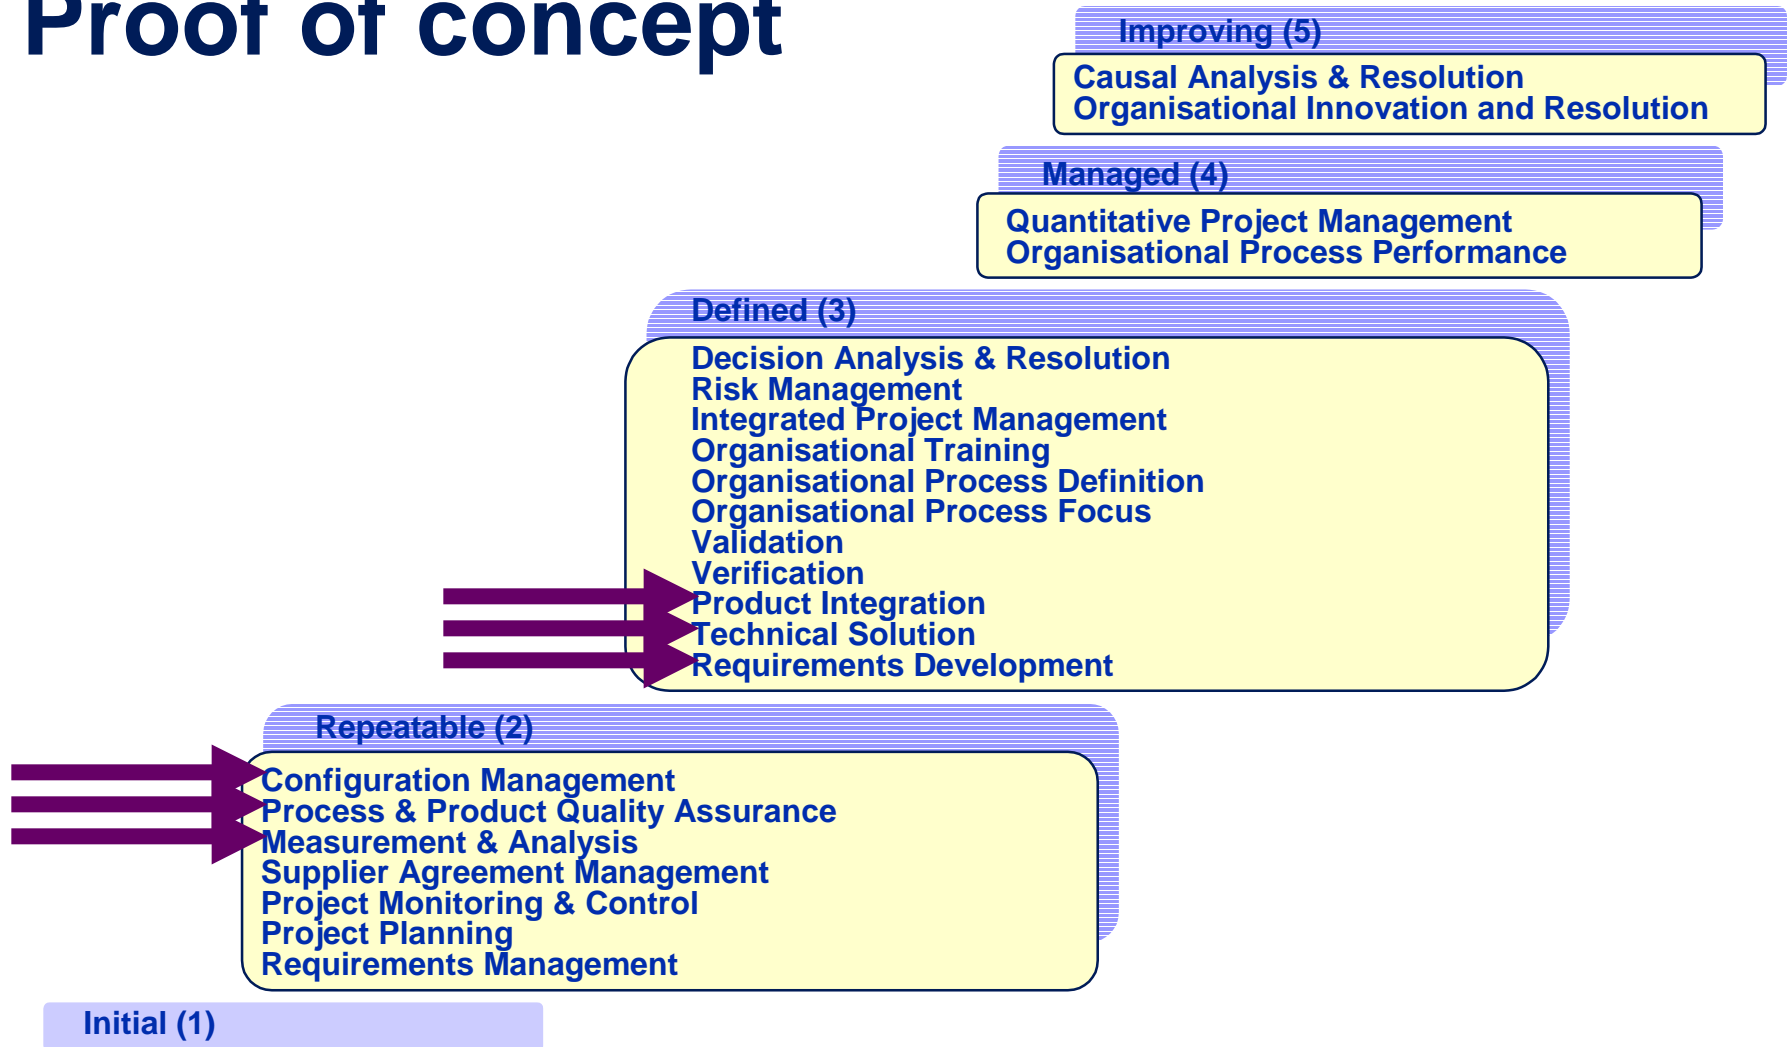 Proof of concept
Improving (5)
Causal Analysis & Resolution
Organisational Innovation and Resolution
Managed (4)
Quantitative Project Management
Organisational Process Performance
Defined (3)
Decision Analysis & Resolution
Risk Management
Integrated Project Management
Organisational Training
Organisational Process Definition
Organisational Process Focus
Validation
Verification
Product Integration
Technical Solution
Requirements Development
Repeatable (2)
Configuration Management
Process & Product Quality Assurance
Measurement & Analysis
Supplier Agreement Management
Project Monitoring & Control
Project Planning
Requirements Management
Initial (1)